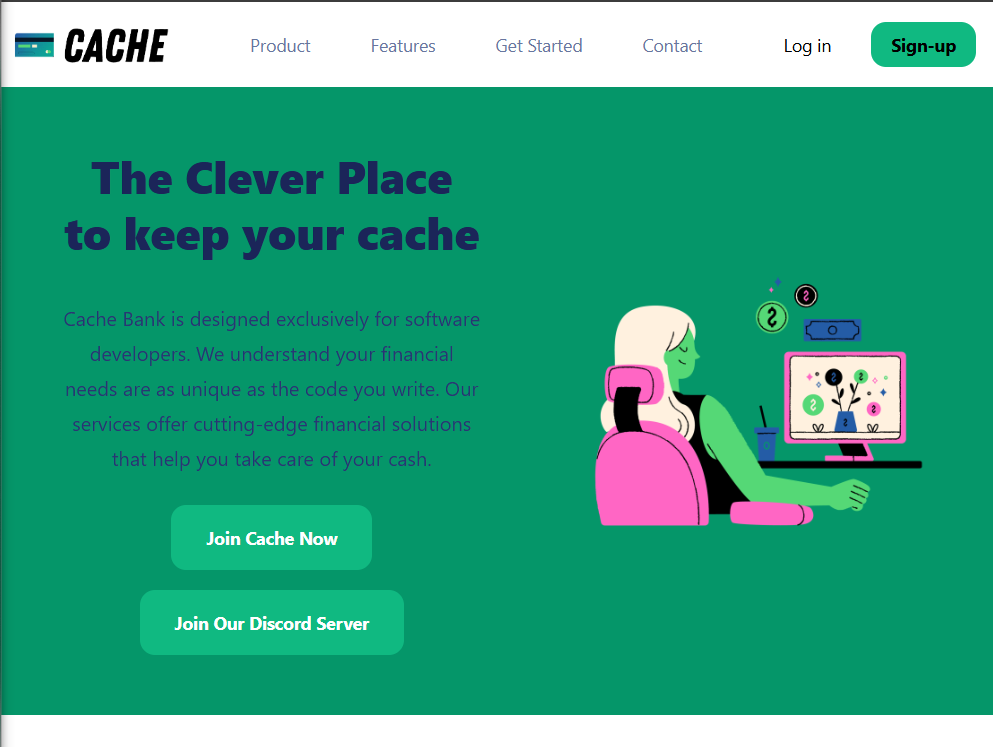 CACHE
Product
Features
Get Started
Contact
Log in
Sign-up
The Clever Place
to keep your cache
Cache Bank is designed exclusively for software
developers. We understand your financial
needs are as unique as the code you write. Our
services offer cutting-edge financial solutions
that help you take care of your cash.
Join Cache Now
Join Our Discord Server